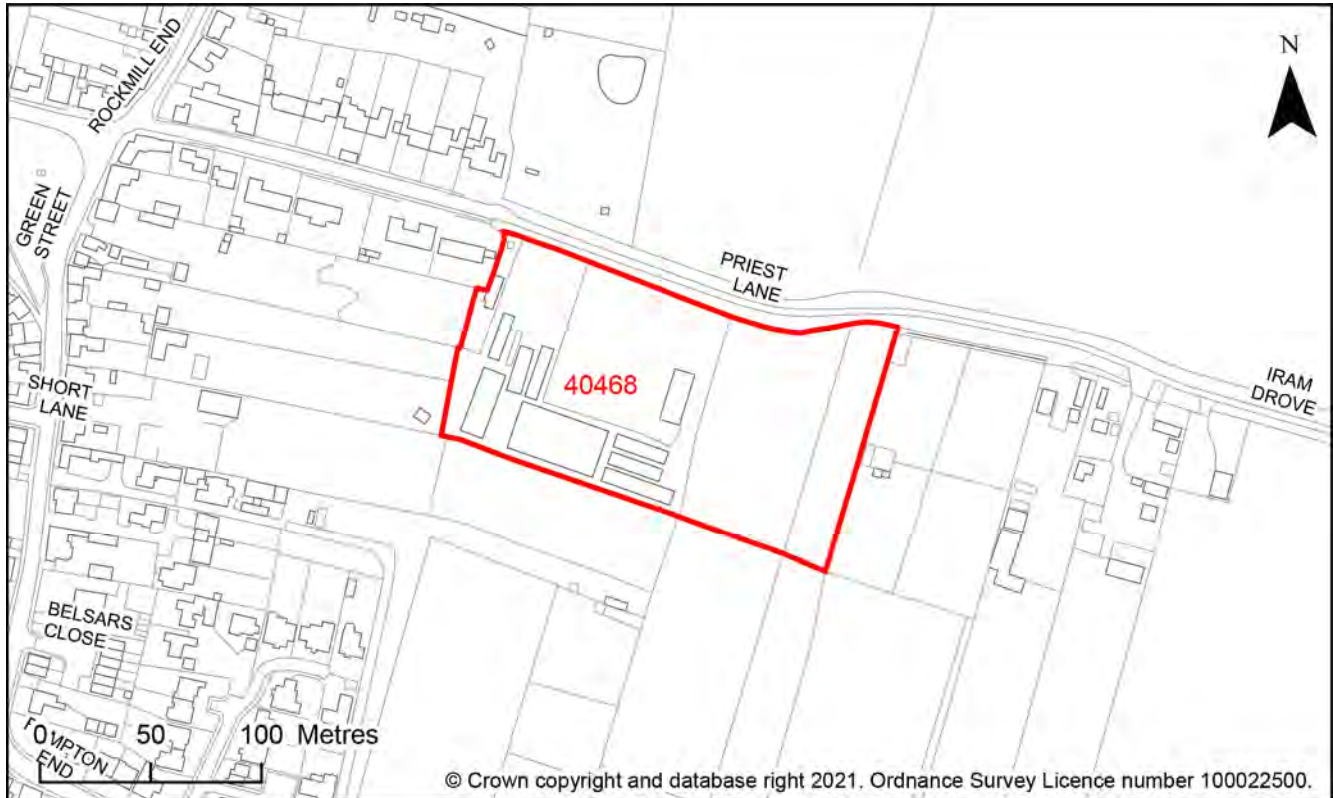 ROCKMILL END
N
GREEN
STREET
PRIEST
LANE
40468
SHORT
LANE
IRAM
DROVE
BELSARS
CLOSE
END
0 50 100 Metres
© Crown copyright and database right 2021. Ordnance Survey Licence number 100022500.